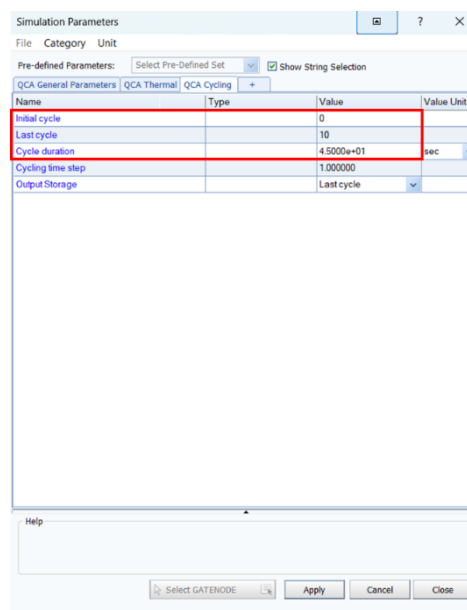 Simulation Parameters ? X
File Category Unit
Pre-defined Parameters: Select Pre-Defined Set Show String Selection
QCA General Parameters QCA Thermal QCA Cycling +
Name Type Value Value Unit
Initial cycle 0
Last cycle 10
Cycle duration 4.5000e+01 sec
Cycling time step 1.000000
Output Storage Last cycle
Help
Select GATENODE Apply Cancel Close